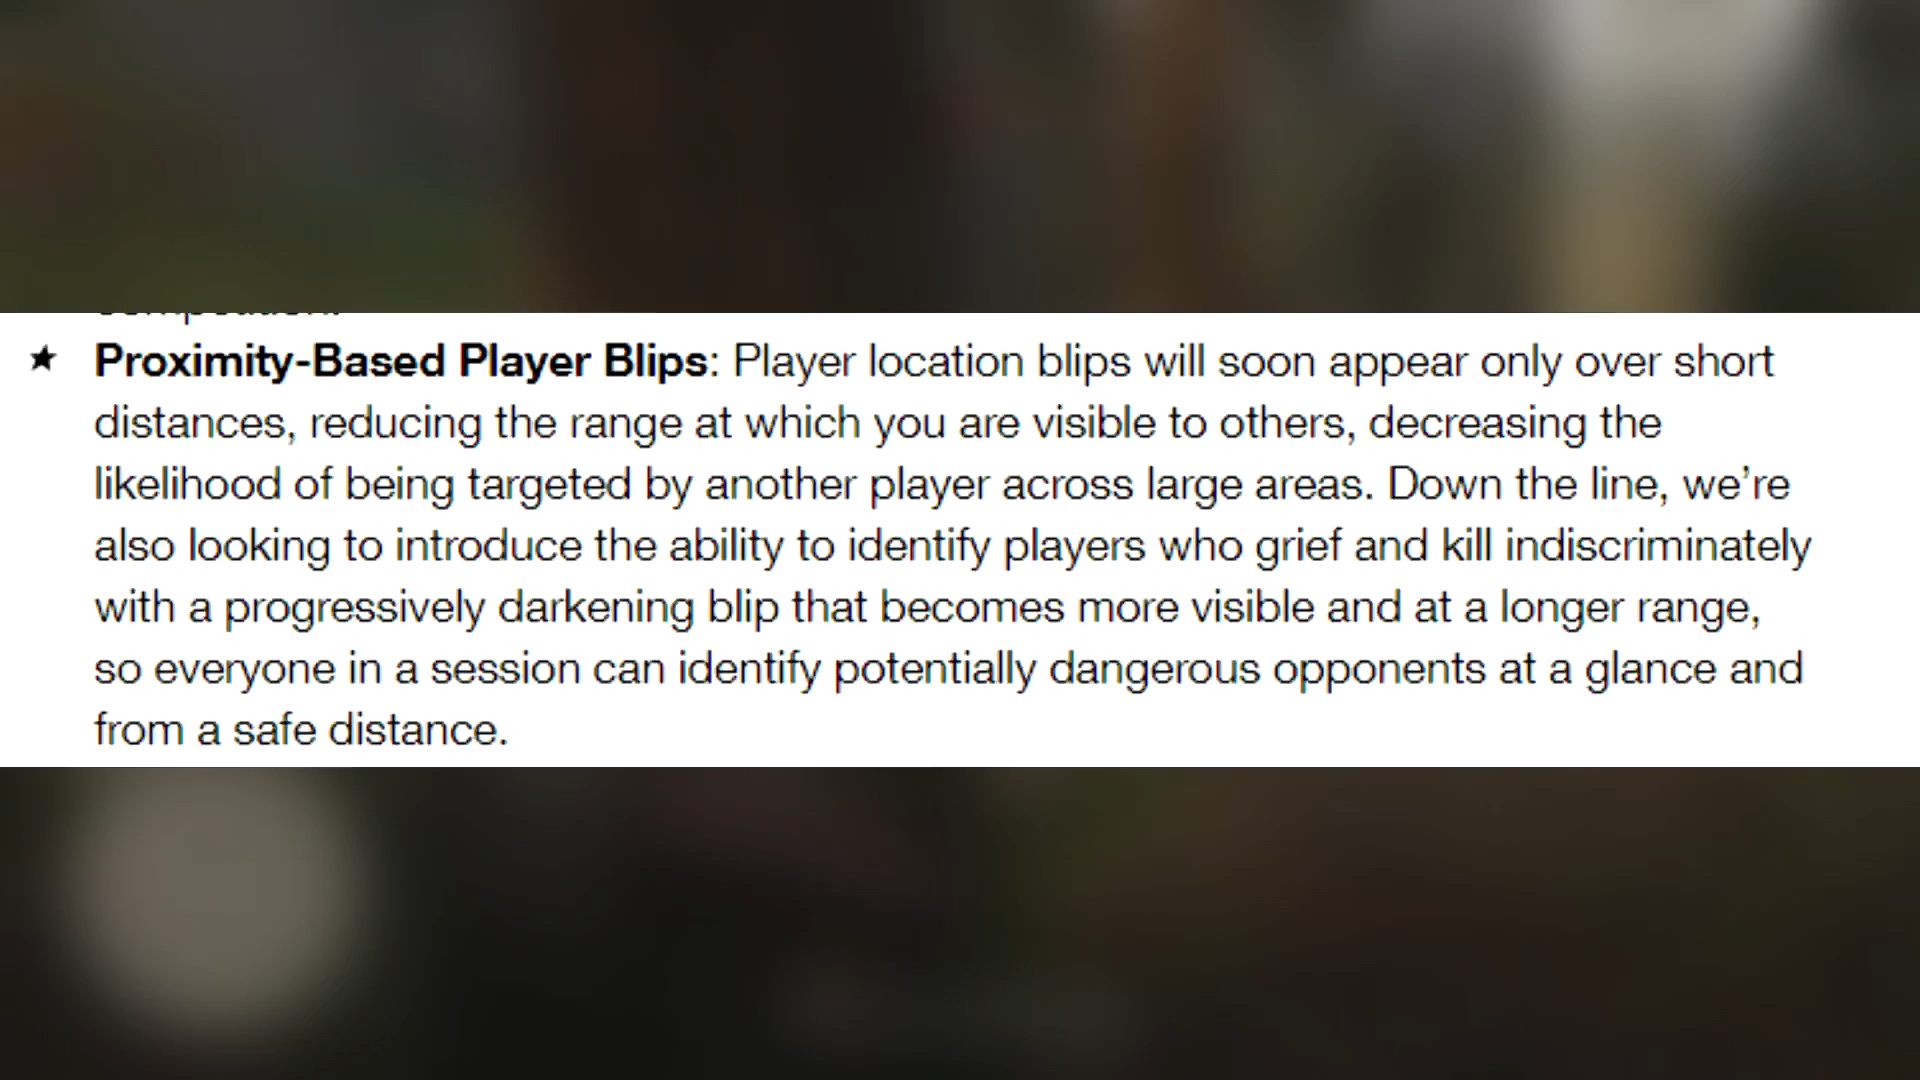 ★ Proximity-Based Player Blips: Player location blips will soon appear only over short
distances, reducing the range at which you are visible to others, decreasing the
likelihood of being targeted by another player across large areas. Down the line, we’re
also looking to introduce the ability to identify players who grief and kill indiscriminately
with a progressively darkening blip that becomes more visible and at a longer range,
so everyone in a session can identify potentially dangerous opponents at a glance and
from a safe distance.